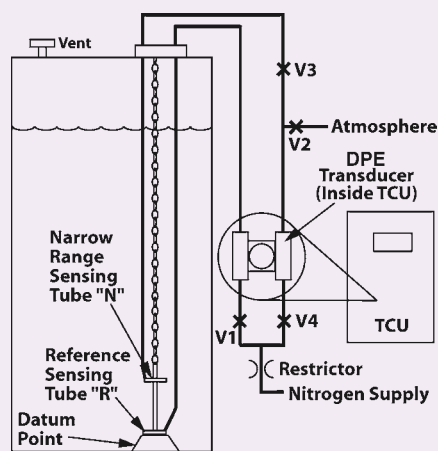 Vent
V3
Atmosphere
V2
DPE
Transducer
(Inside TCU)
Narrow
Range
Sensing
Tube "N"
TCU
V1
V4
Reference
Sensing
Tube "R"
Restrictor
Nitrogen Supply
Datum
Point